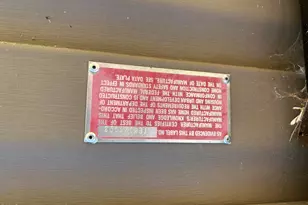 AS EVIDENCED BY THIS LABEL NO.
THE MANUFACTURER CERTIFIES TO THE BEST OF THE
MANUFACTURER'S KNOWLEDGE AND BELIEF THAT THIS
HAS BEEN INSPECTED IN ACCORD-
ANCE WITH THE REQUIREMENTS OF THE DEPARTMENT OF
HOUSING AND URBAN DEVELOPMENT AND IS CONSTRUCTED
IN CONFORMANCE WITH THE FEDERAL MANUFACTURED
CONSTRUCTION AND SAFETY STANDARDS IN EFFECT
ON THE DATE OF MANUFACTURE. SEE DATA PLATE.